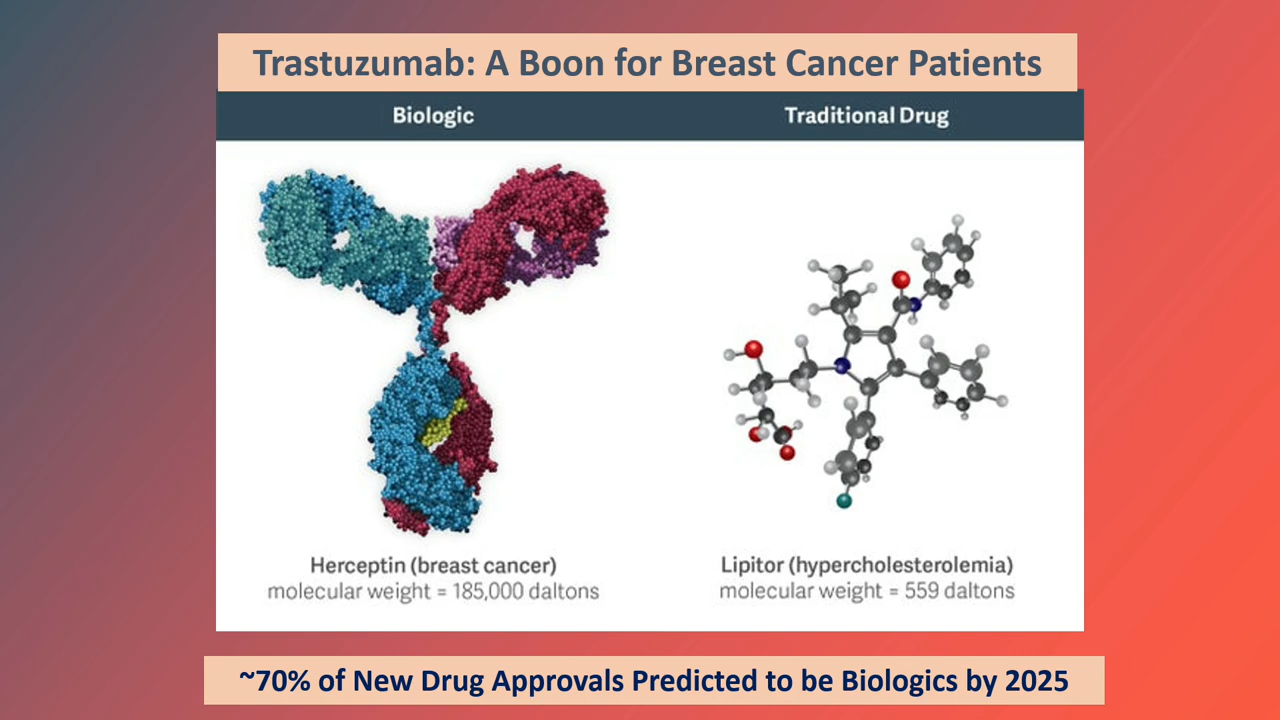 Trastuzumab: A Boon for Breast Cancer Patients
Biologic
Traditional Drug
Herceptin (breast cancer)
molecular weight = 185,000 daltons
Lipitor (hypercholesterolemia)
molecular weight = 559 daltons
~70% of New Drug Approvals Predicted to be Biologics by 2025